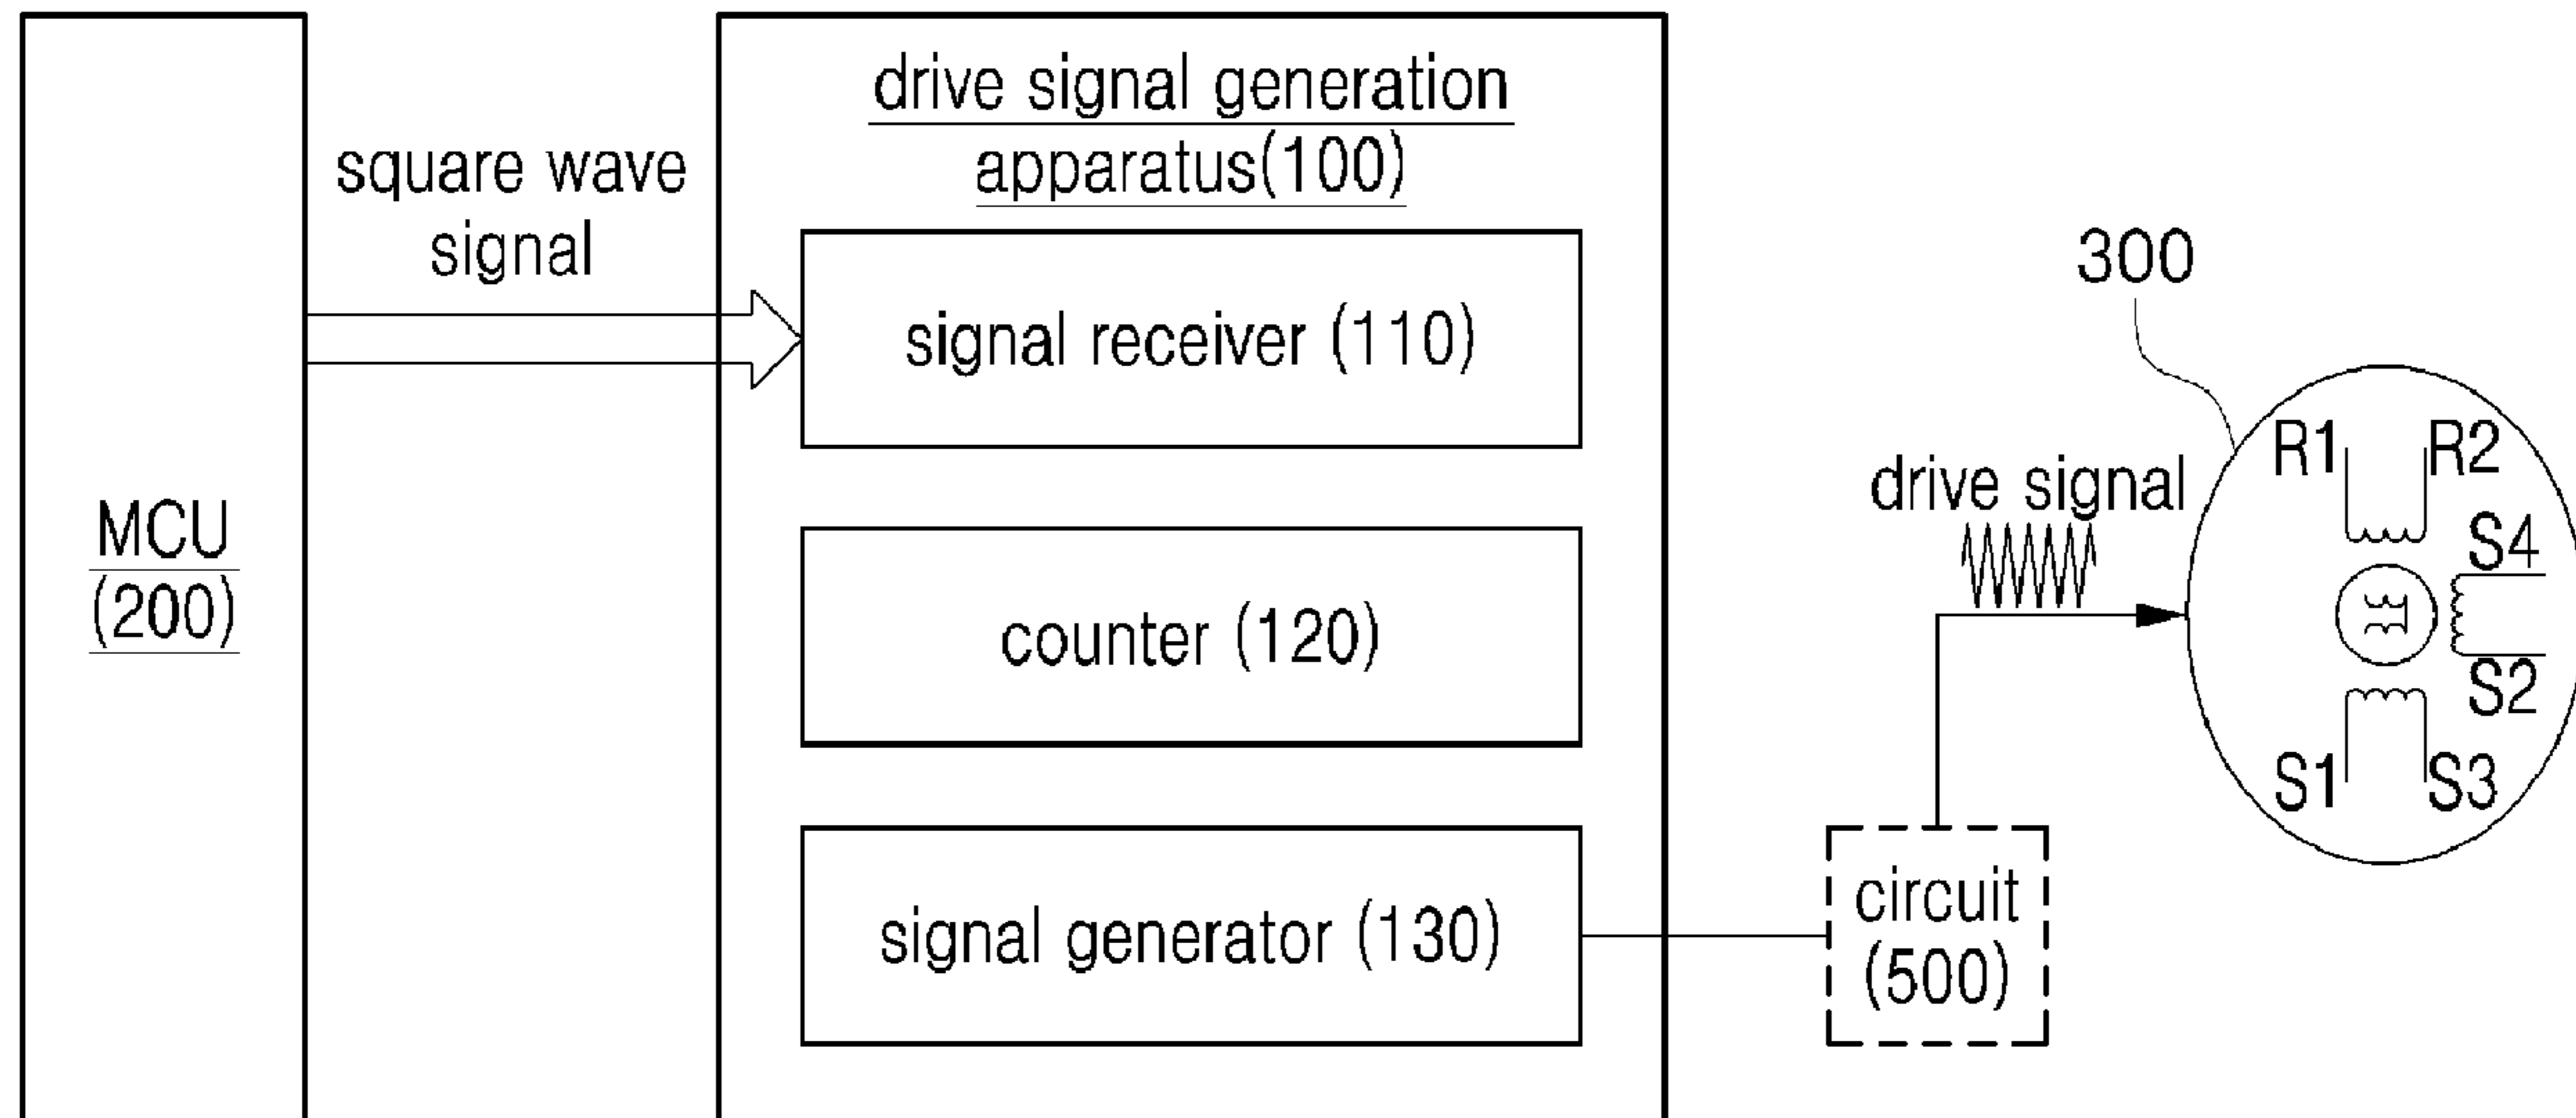 MCU
(200)
square wave
signal
drive signal generation
apparatus(100)
signal receiver (110)
counter (120)
signal generator (130)
circuit
(500)
drive signal
300
R1
R2
S4
S2
S1
S3